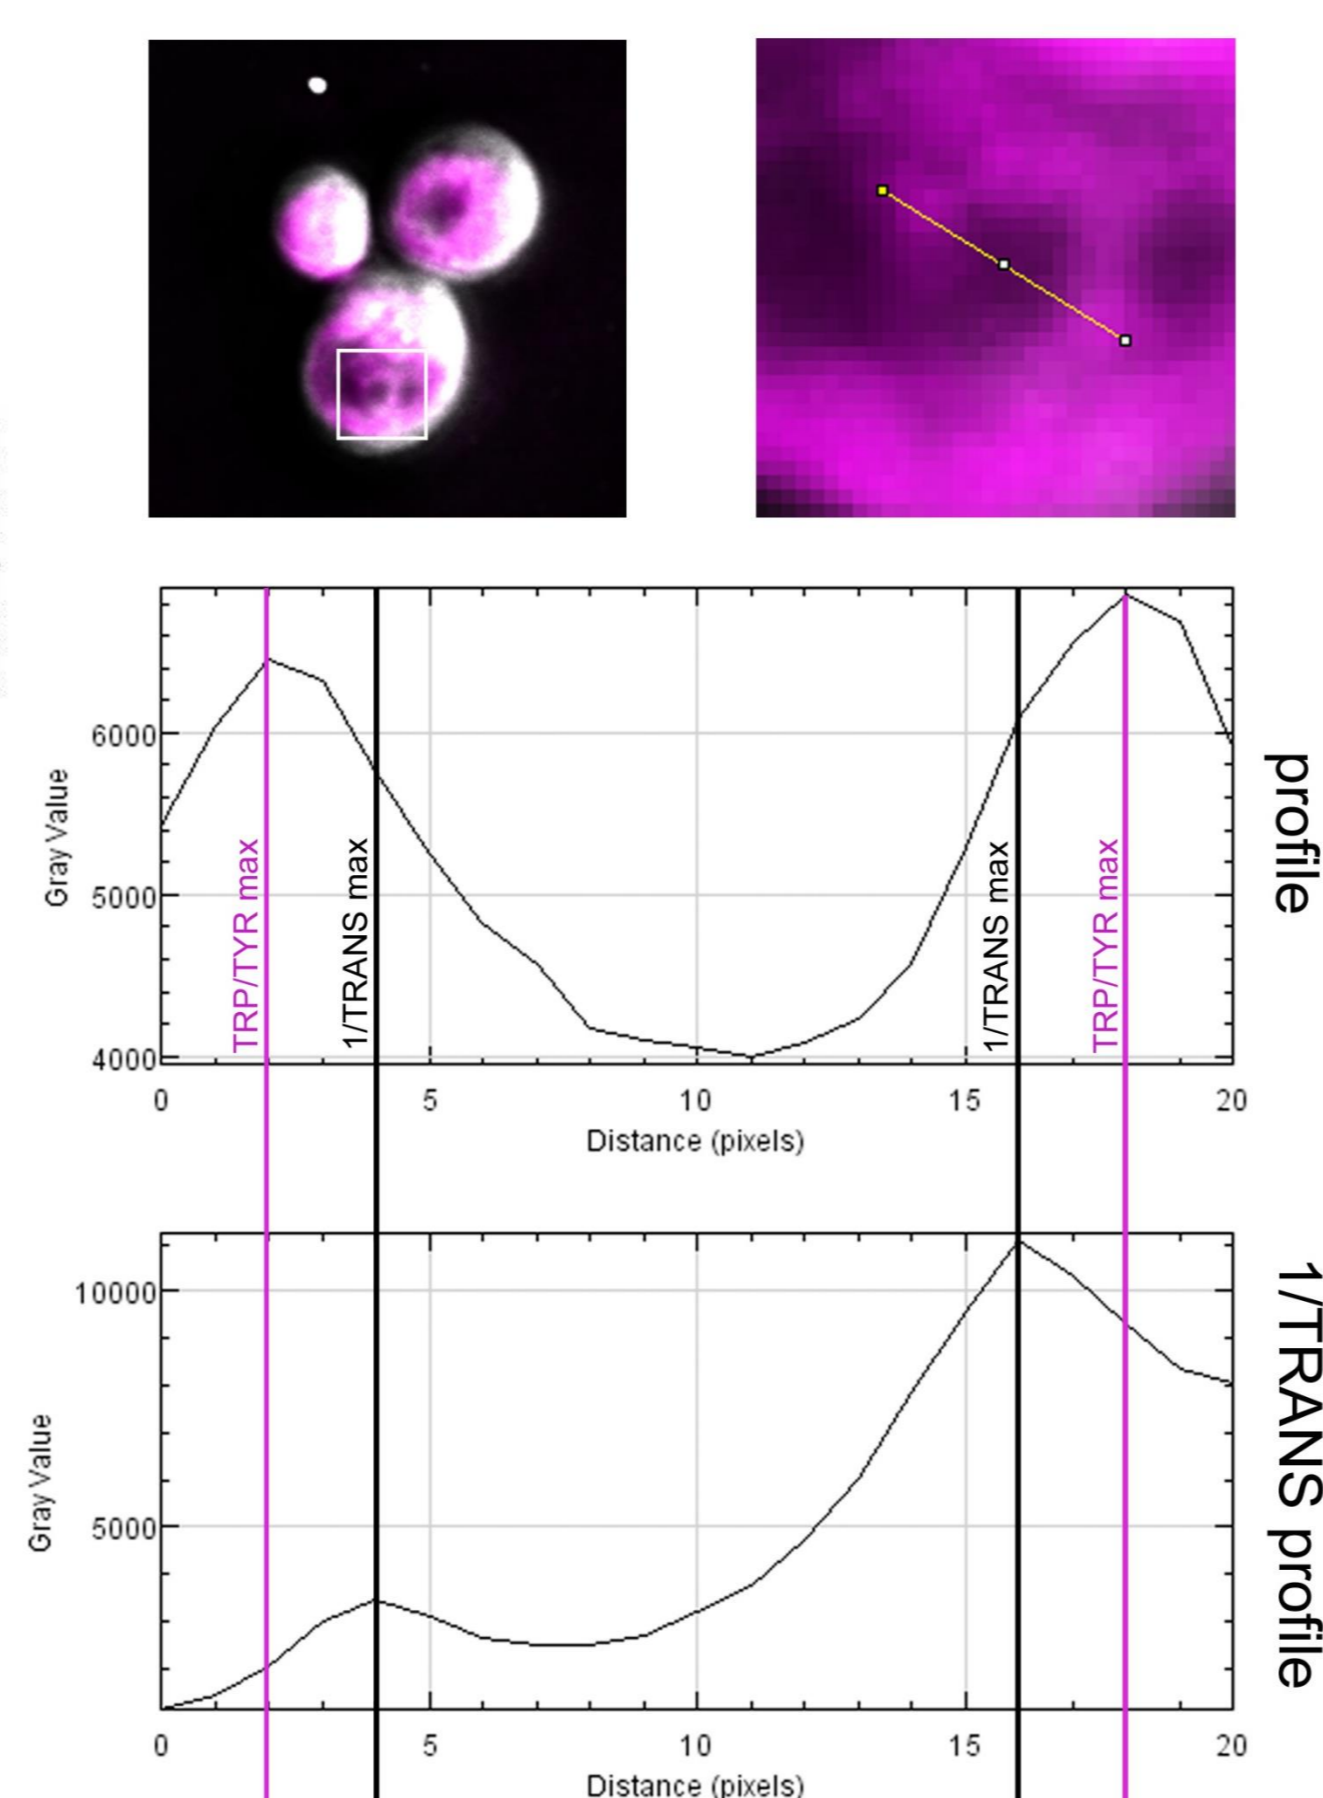 6000
5000
4000
Gray Value
TRP/TYR max
1/TRANS max
1/TRANS max
TRP/TYR max
profile
0 5 10 15 20
Distance (pixels)
10000
5000
Gray Value
1/TRANS profile
0 5 10 15 20
Distance (pixels)